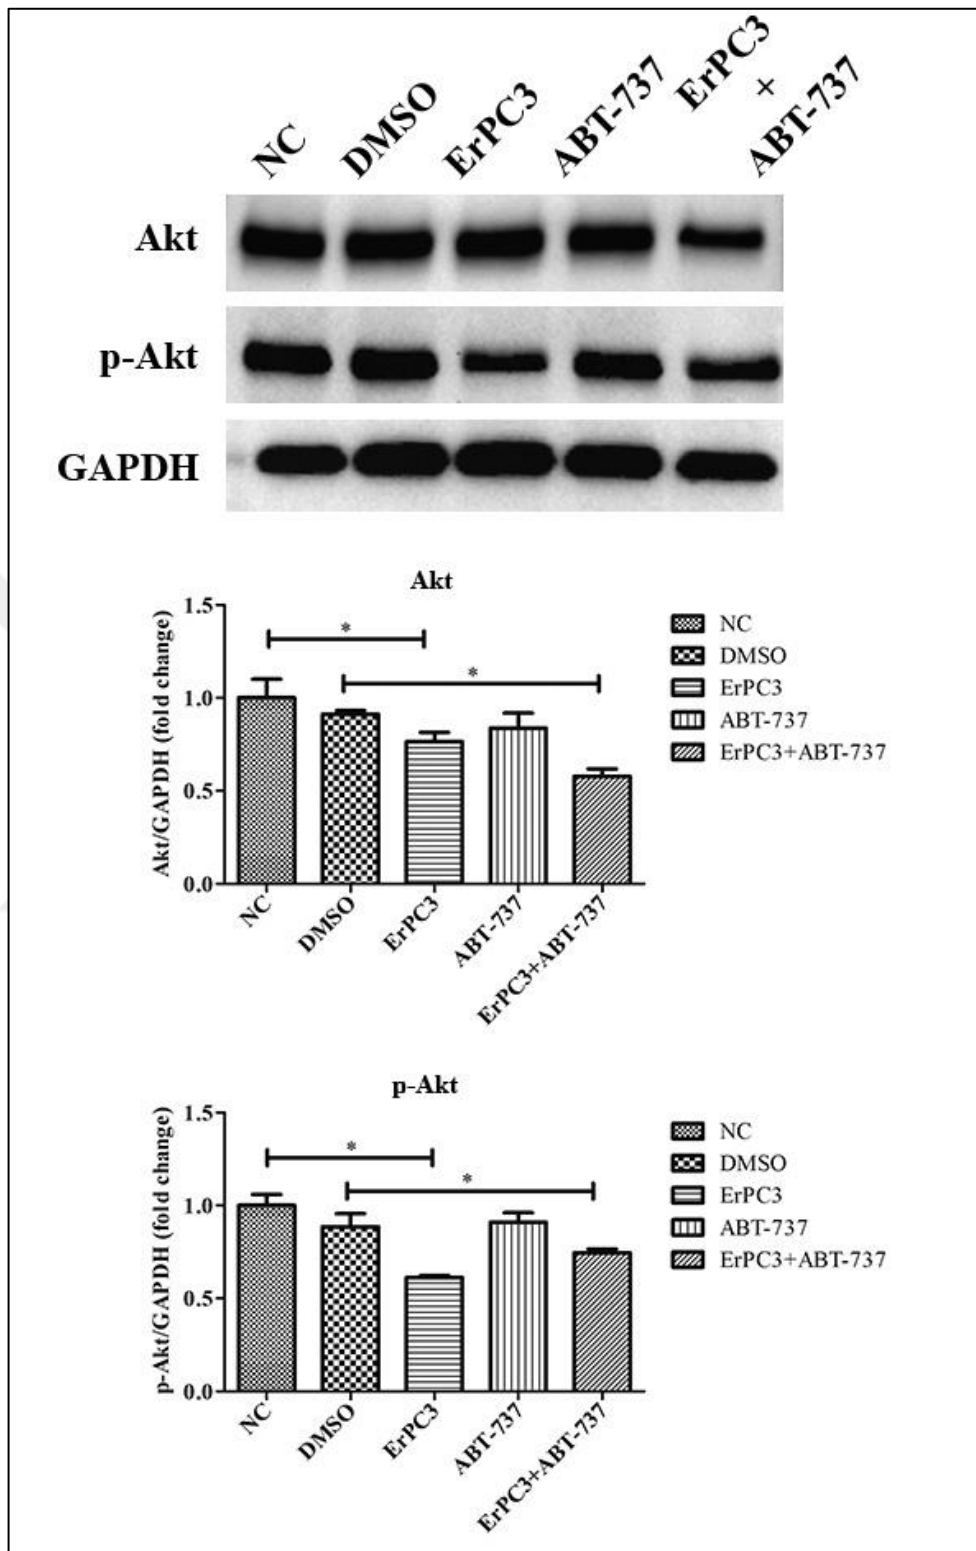 NC
DMSO
ErPC3
ABT-737
ErPC3
+
ABT-737
Akt
p-Akt
GAPDH
Akt
Akt/GAPDH (fold change)
1.5
1.0
0.5
0.0
*
*
NC
DMSO
ErPC3
ABT-737
ErPC3+ABT-737
NC
DMSO
ErPC3
ABT-737
ErPC3+ABT-737
p-Akt
p-Akt/GAPDH (fold change)
1.5
1.0
0.5
0.0
*
*
NC
DMSO
ErPC3
ABT-737
ErPC3+ABT-737
NC
DMSO
ErPC3
ABT-737
ErPC3+ABT-737